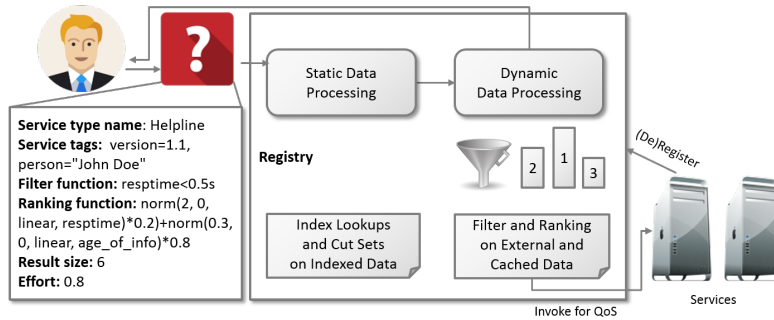 ?
Static Data
Processing
Dynamic
Data Processing
Service type name: Helpline
Service tags:  version=1.1,
person="John Doe"
Filter function: resptime<0.5s
Ranking function: norm(2, 0,
linear, resptime)*0.2)+norm(0.3,
0, linear, age_of_info)*0.8
Result size: 6
Effort: 0.8
Registry
2
1
3
(De)Register
Index Lookups
and Cut Sets
on Indexed Data
Filter and Ranking
on External and
Cached Data
Services
Invoke for QoS